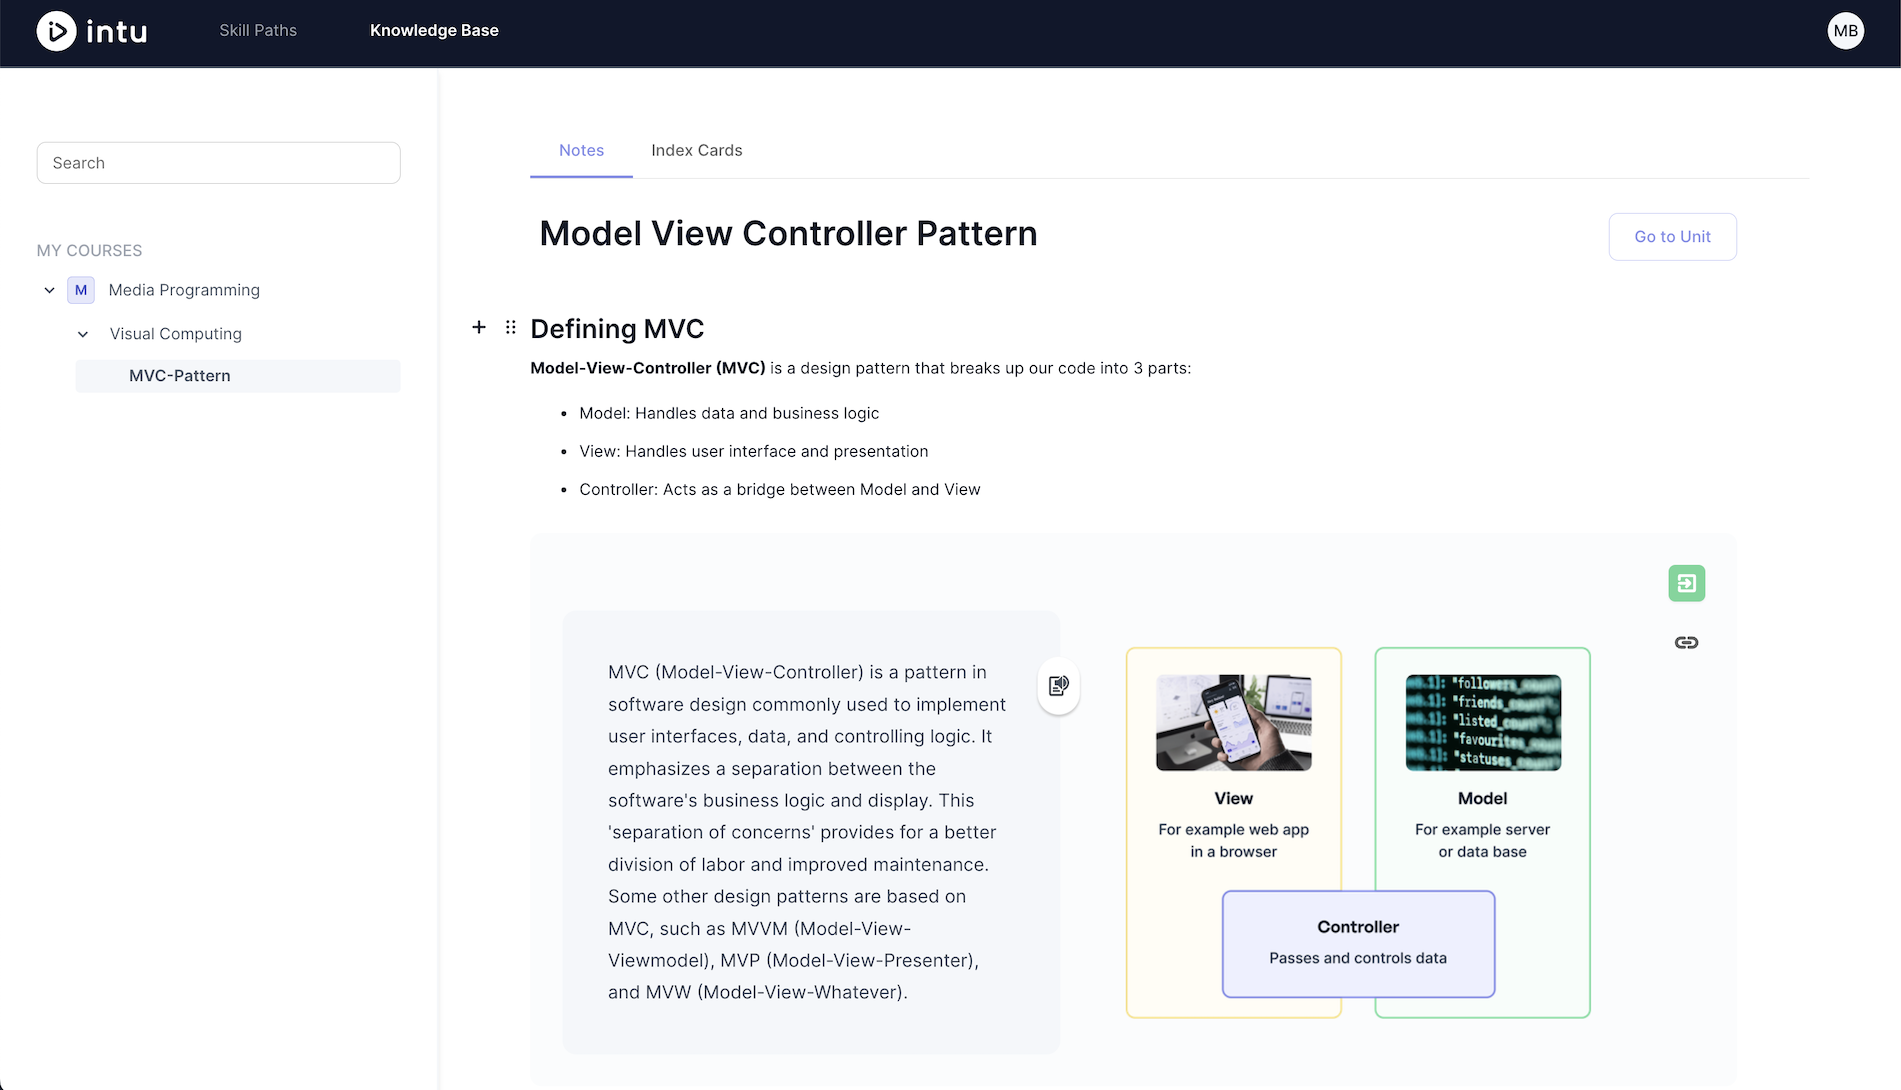 intu
Skill Paths
Knowledge Base
MB
Search
MY COURSES
M Media Programming
Visual Computing
MVC-Pattern
Notes
Index Cards
Model View Controller Pattern
Go to Unit
Defining MVC
Model-View-Controller (MVC) is a design pattern that breaks up our code into 3 parts:
• Model: Handles data and business logic
• View: Handles user interface and presentation
• Controller: Acts as a bridge between Model and View
MVC (Model-View-Controller) is a pattern in
software design commonly used to implement
user interfaces, data, and controlling logic. It
emphasizes a separation between the
software's business logic and display. This
'separation of concerns' provides for a better
division of labor and improved maintenance.
Some other design patterns are based on
MVC, such as MVVM (Model-View-
Viewmodel), MVP (Model-View-Presenter),
and MVW (Model-View-Whatever).
View
For example web app
in a browser
"followers_count
"friends_count
"listed_count
"favourites_count
"statuses_count
Model
For example server
or data base
Controller
Passes and controls data